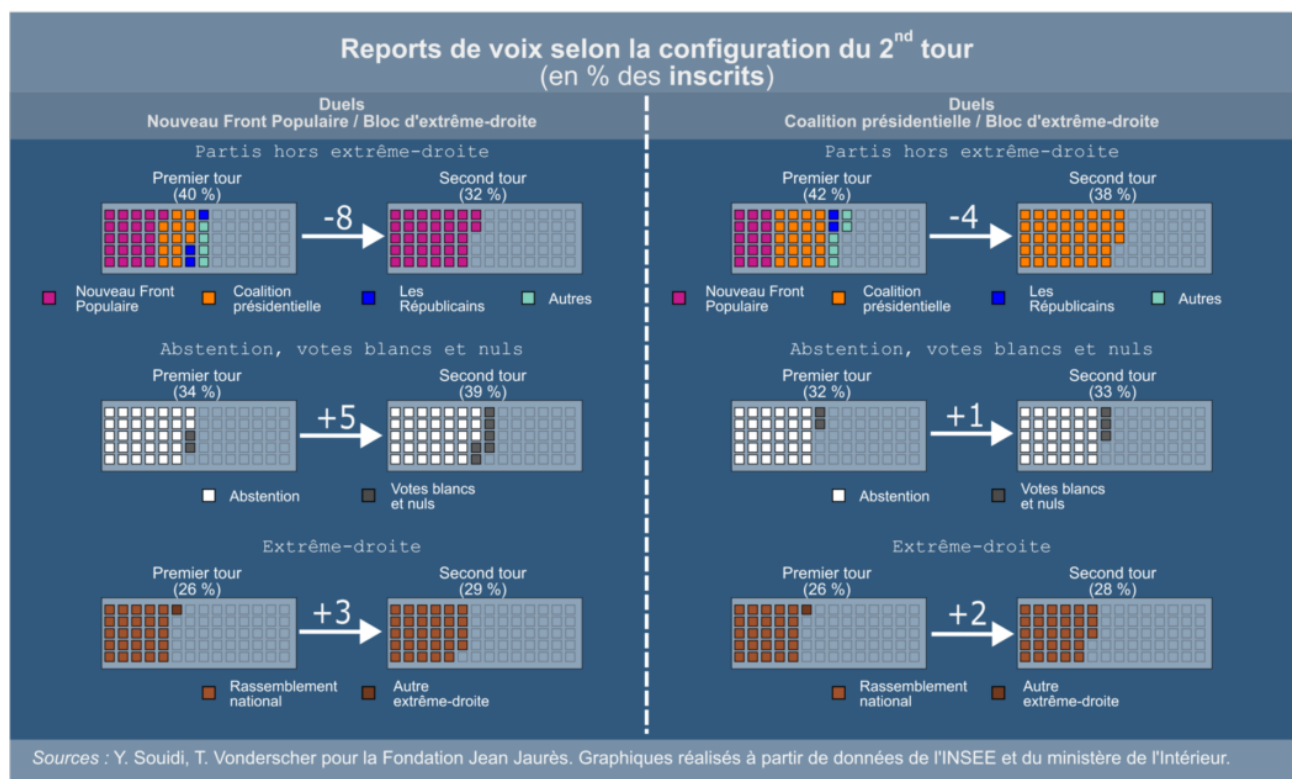 Reports de voix selon la configuration du 2nd tour
(en % des inscrits)
Duels
Nouveau Front Populaire / Bloc d'extrême-droite
Partis hors extrême-droite
Premier tour
(40 %)
-8
Second tour
(32 %)
Nouveau Front
Populaire
Coalition
présidentielle
Les
Républicains
Autres
Abstention, votes blancs et nuls
Premier tour
(34 %)
+5
Second tour
(39 %)
Abstention
Votes blancs
et nuls
Extrême-droite
Premier tour
(26 %)
+3
Second tour
(29 %)
Rassemblement
national
Autre
extrême-droite
Duels
Coalition présidentielle / Bloc d'extrême-droite
Partis hors extrême-droite
Premier tour
(42 %)
-4
Second tour
(38 %)
Nouveau Front
Populaire
Coalition
présidentielle
Les
Républicains
Autres
Abstention, votes blancs et nuls
Premier tour
(32 %)
+1
Second tour
(33 %)
Abstention
Votes blancs
et nuls
Extrême-droite
Premier tour
(26 %)
+2
Second tour
(28 %)
Rassemblement
national
Autre
extrême-droite
Sources : Y. Souidi, T. Vonderscher pour la Fondation Jean Jaurès. Graphiques réalisés à partir de données de l'INSEE et du ministère de l'Intérieur.